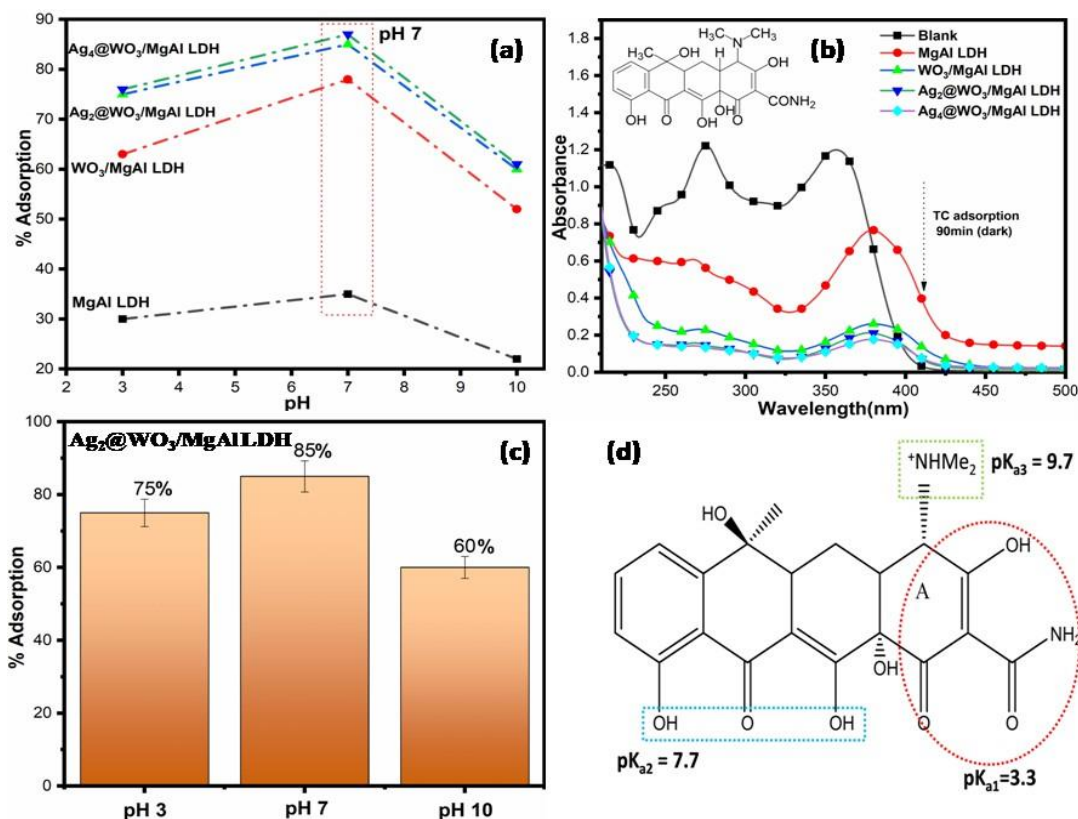 (a)
pH 7
Ag₄@WO₃/MgAl LDH
Ag₂@WO₃/MgAl LDH
WO₃/MgAl LDH
MgAl LDH
% Adsorption
90
80
70
60
50
40
30
20
2 3 4 5 6 7 8 9 10
pH
(b)
Blank
MgAl LDH
WO₃/MgAl LDH
Ag₂@WO₃/MgAl LDH
Ag₄@WO₃/MgAl LDH
H₃C CH₃
N
H₃C OH H OH
NH₂
OH
OH O OH O O
TC adsorption
90min (dark)
Absorbance
1.8
1.6
1.4
1.2
1.0
0.8
0.6
0.4
0.2
0.0
250 300 350 400 450 500
Wavelength(nm)
Ag₂@WO₃/MgAl LDH
(c)
75%
85%
60%
% Adsorption
100
80
60
40
20
0
pH 3 pH 7 pH 10
(d)
⁺NHMe₂
pKₐ₃ = 9.7
HO
OH
A
NH₂
OH
OH O OH O O
pKₐ₂ = 7.7
pKₐ₁=3.3